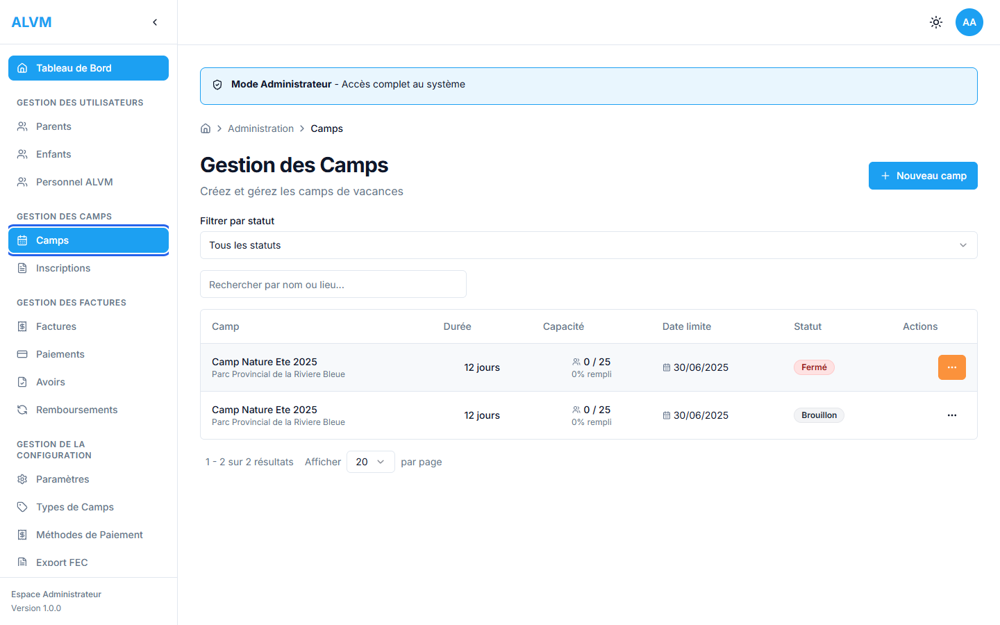 ALVM
AA
Tableau de Bord
GESTION DES UTILISATEURS
Parents
Enfants
Personnel ALVM
GESTION DES CAMPS
Camps
Inscriptions
GESTION DES FACTURES
Factures
Paiements
Avoirs
Remboursements
GESTION DE LA
CONFIGURATION
Paramètres
Types de Camps
Méthodes de Paiement
Export FEC
Espace Administrateur
Version 1.0.0
Mode Administrateur - Accès complet au système
Administration Camps
Gestion des Camps
Créez et gérez les camps de vacances
Nouveau camp
Filtrer par statut
Tous les statuts
Rechercher par nom ou lieu...
Camp Durée Capacité Date limite Statut Actions
Camp Nature Ete 2025 12 jours 0 / 25 30/06/2025 Fermé
Parc Provincial de la Riviere Bleue 0% rempli
Camp Nature Ete 2025 12 jours 0 / 25 30/06/2025 Brouillon
Parc Provincial de la Riviere Bleue 0% rempli
1 - 2 sur 2 résultats Afficher 20 par page